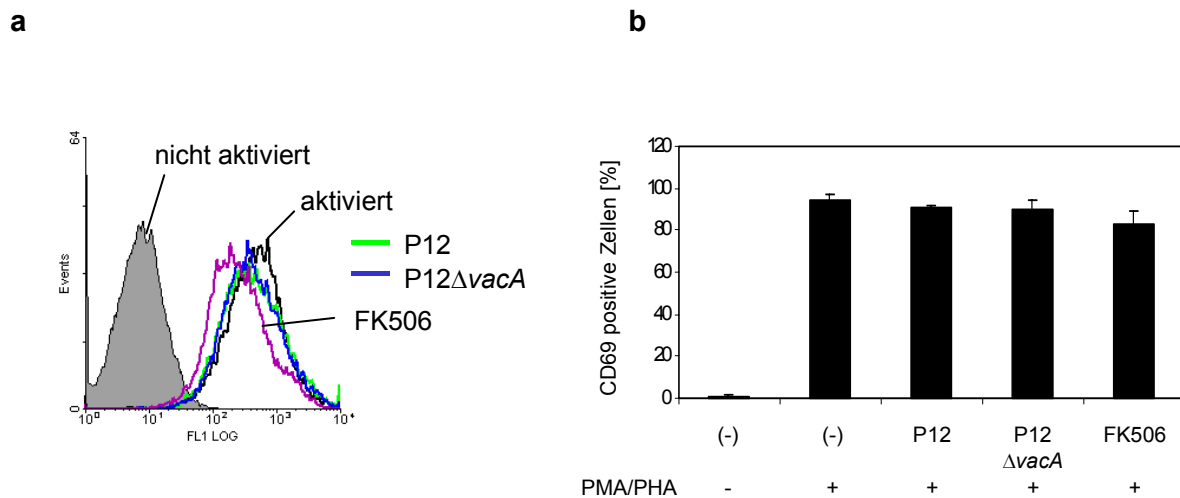 a
64
Events
0
nicht aktiviert
aktiviert
P12
P12ΔvacA
FK506
10⁰ 10¹ 10² 10³ 10⁴
FL1 LOG
b
CD69 positive Zellen [%]
120
100
80
60
40
20
0
(-) (-) P12 P12 ΔvacA FK506
PMA/PHA - + + + +